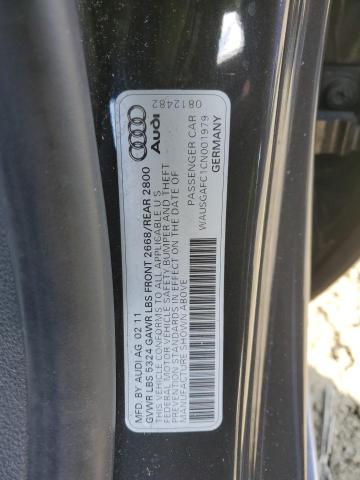 MFD. BY AUDI AG 02 11
GVWR LBS 5324 GAWR LBS FRONT 2668/REAR 2800
THIS VEHICLE CONFORMS TO ALL APPLICABLE U S
FEDERAL MOTOR VEHICLE SAFETY BUMPER AND THEFT
PREVENTION STANDARDS IN EFFECT ON THE DATE OF
MANUFACTURE SHOWN ABOVE
Audi
0812482
PASSENGER CAR
WAUSGAFC1CN001979
GERMANY